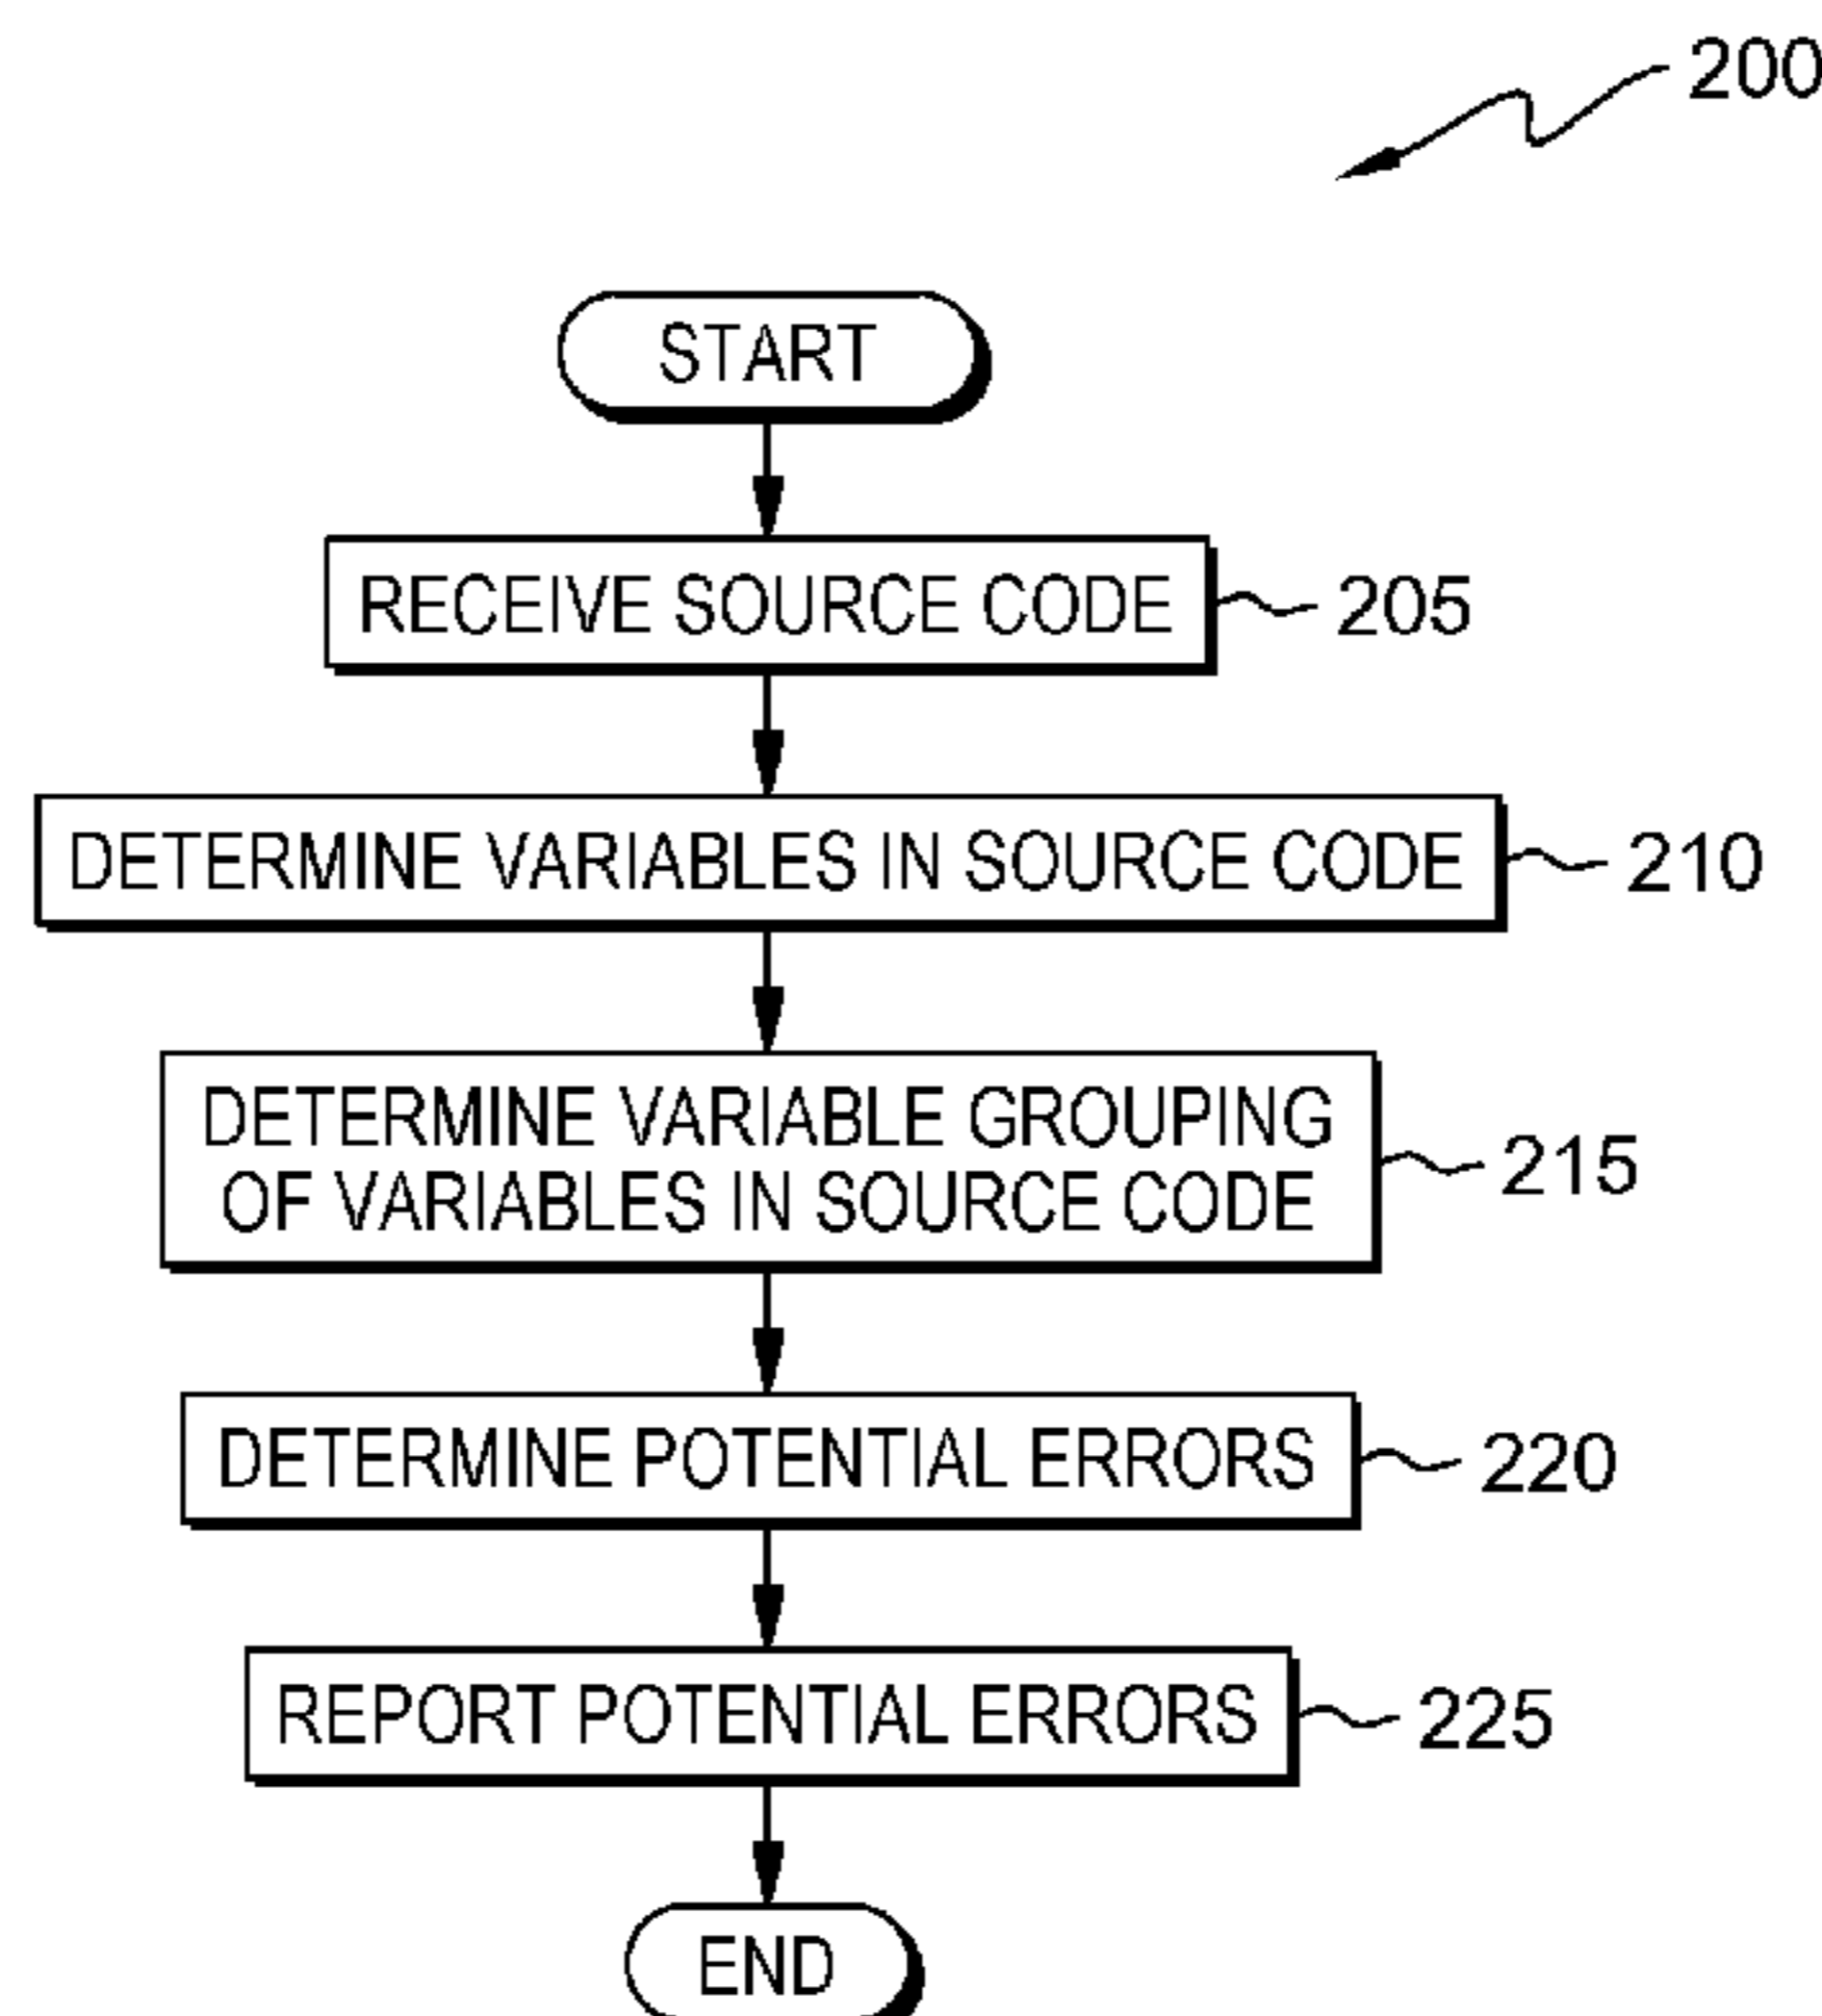 200
START
RECEIVE SOURCE CODE
205
DETERMINE VARIABLES IN SOURCE CODE
210
DETERMINE VARIABLE GROUPING
OF VARIABLES IN SOURCE CODE
215
DETERMINE POTENTIAL ERRORS
220
REPORT POTENTIAL ERRORS
225
END